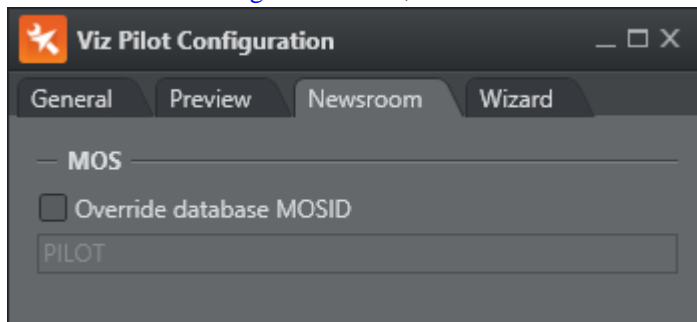 Viz Pilot Configuration
General Preview Newsroom Wizard
MOS
Override database MOSID
PILOT